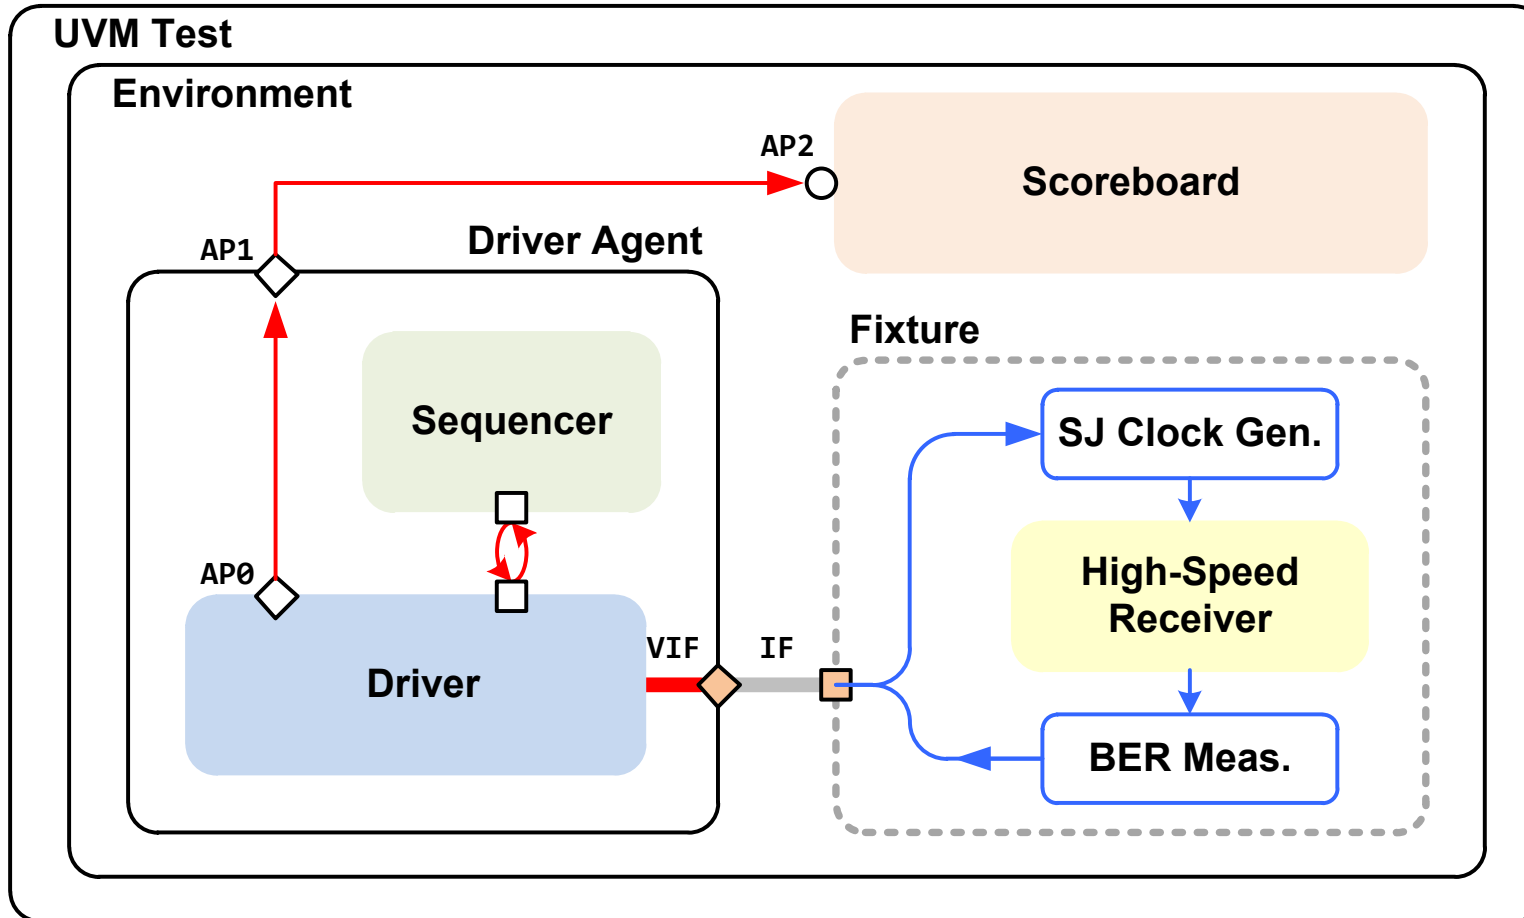 UVM Test
Environment
AP2
Scoreboard
AP1
Driver Agent
Fixture
Sequencer
SJ Clock Gen.
AP0
High-Speed
Receiver
VIF
IF
Driver
BER Meas.